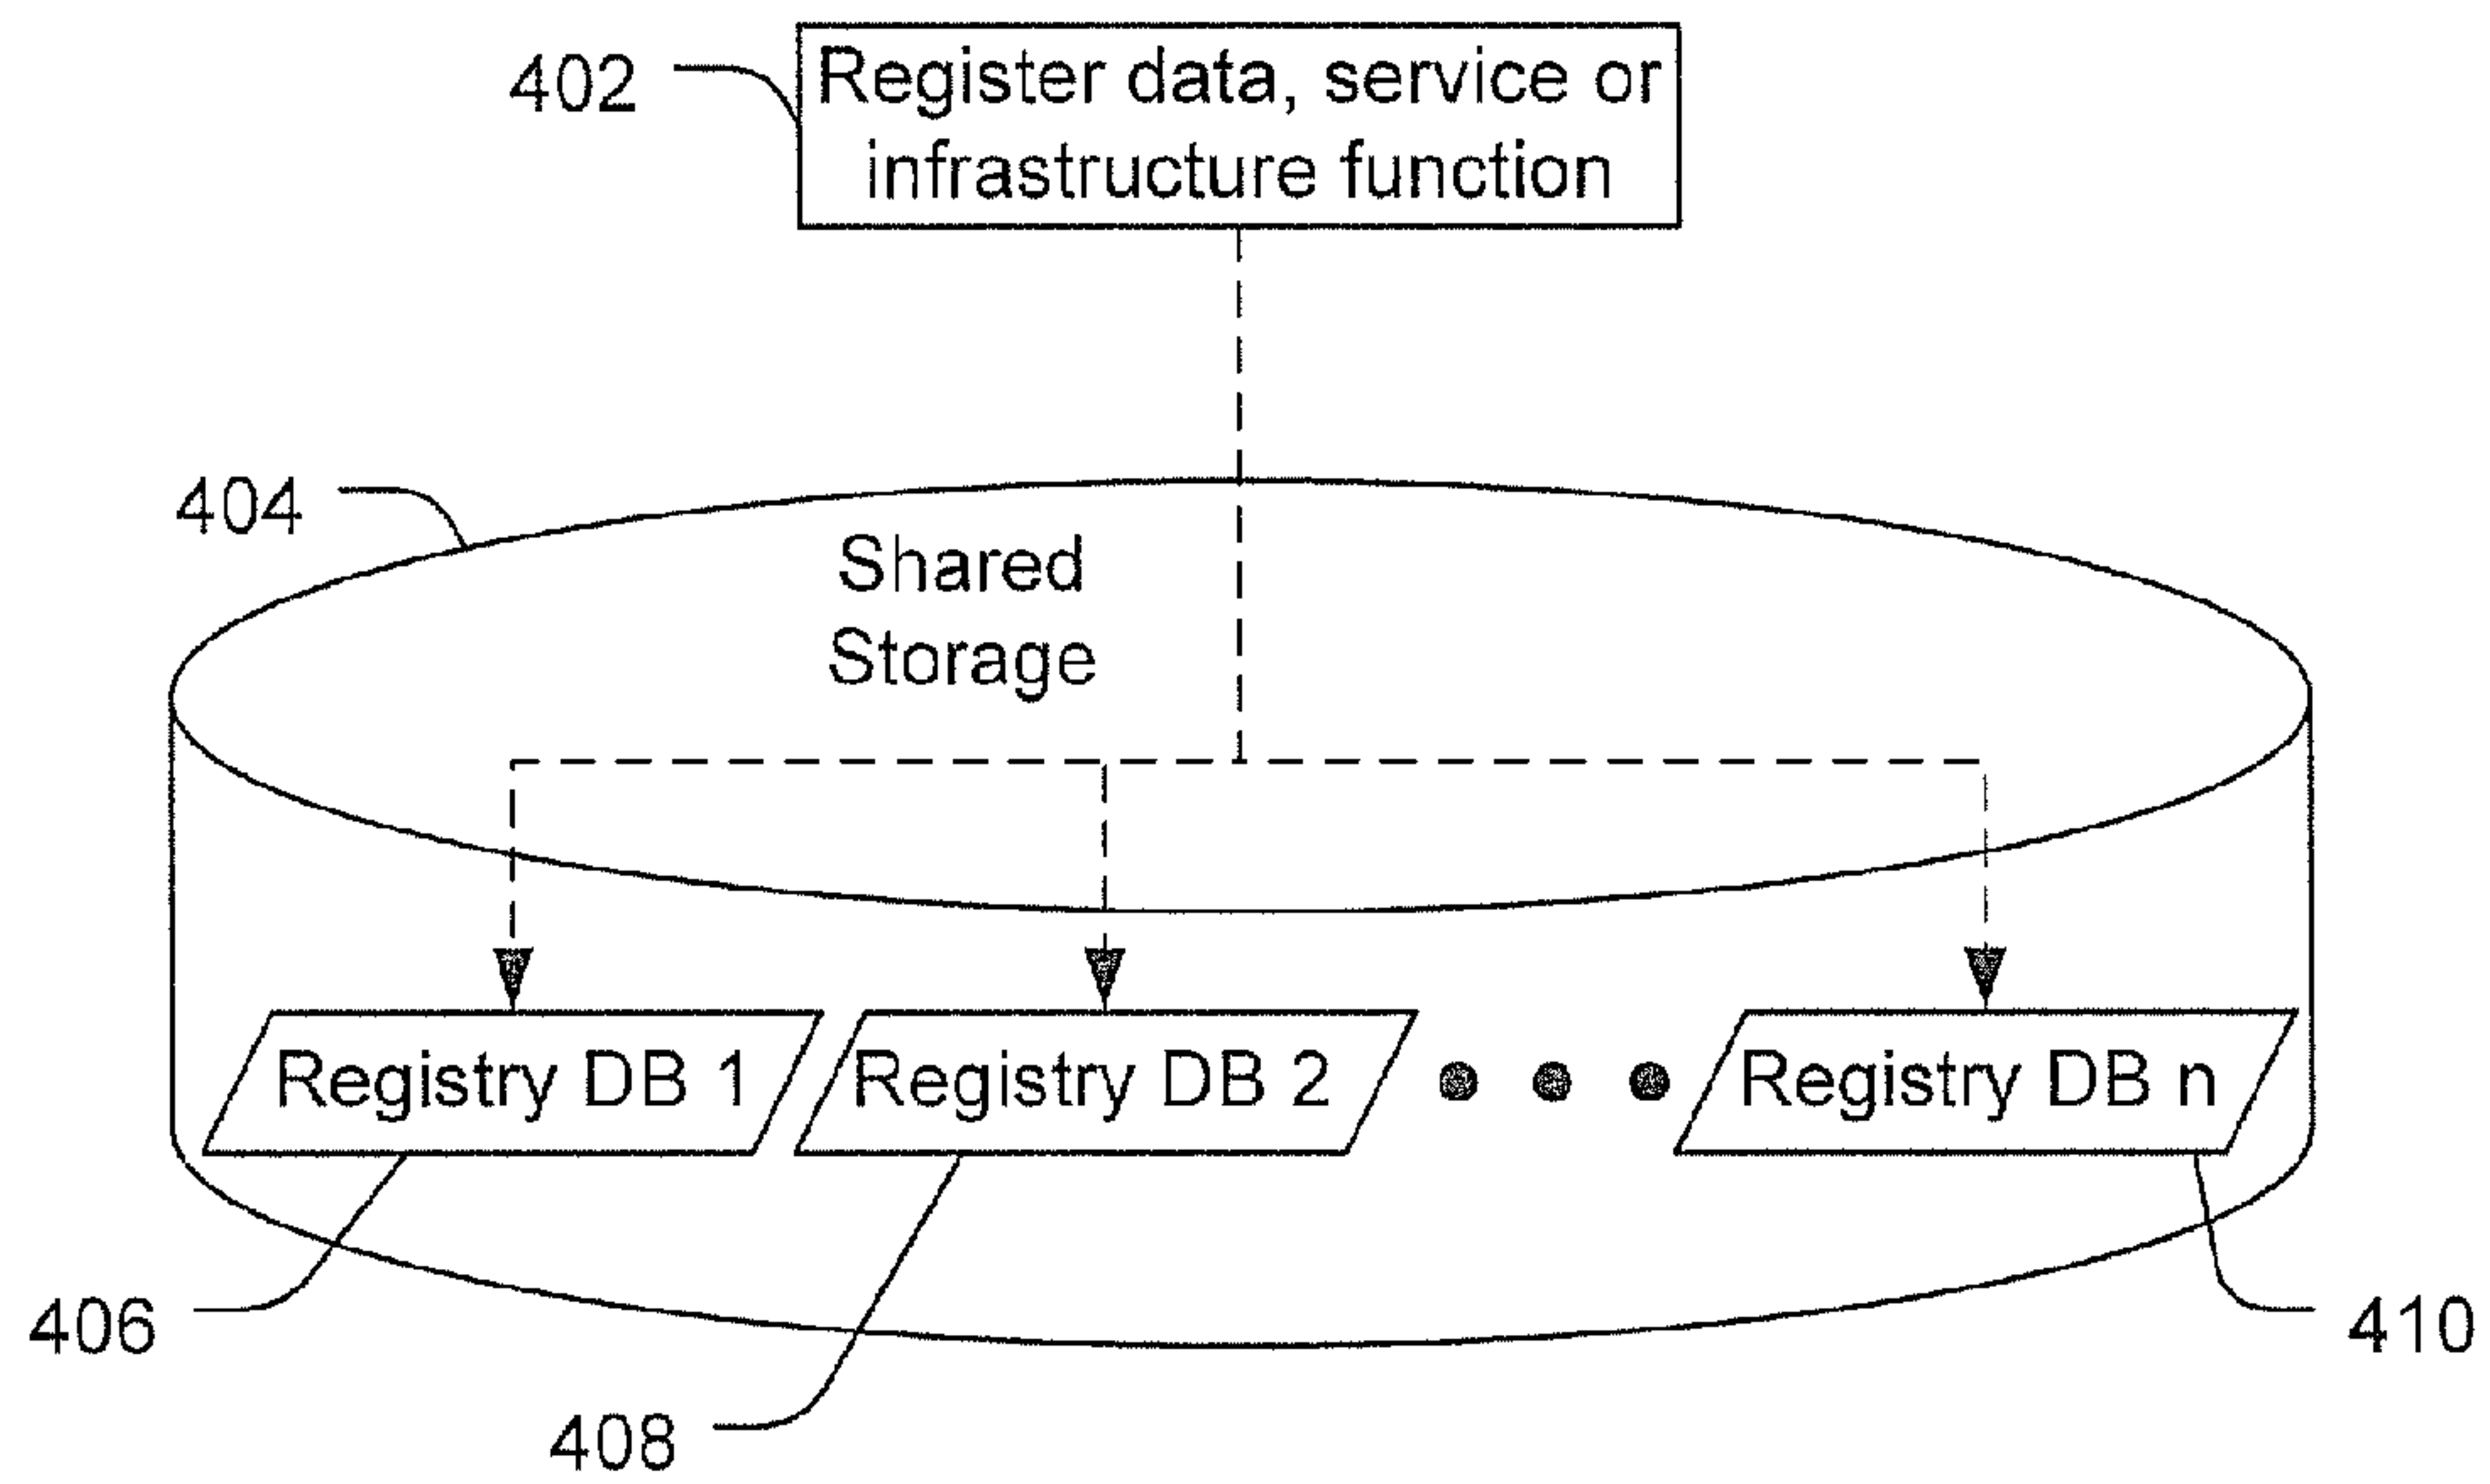 402
Register data, service or
infrastructure function
404
Shared
Storage
Registry DB 1
Registry DB 2
Registry DB n
406
408
410